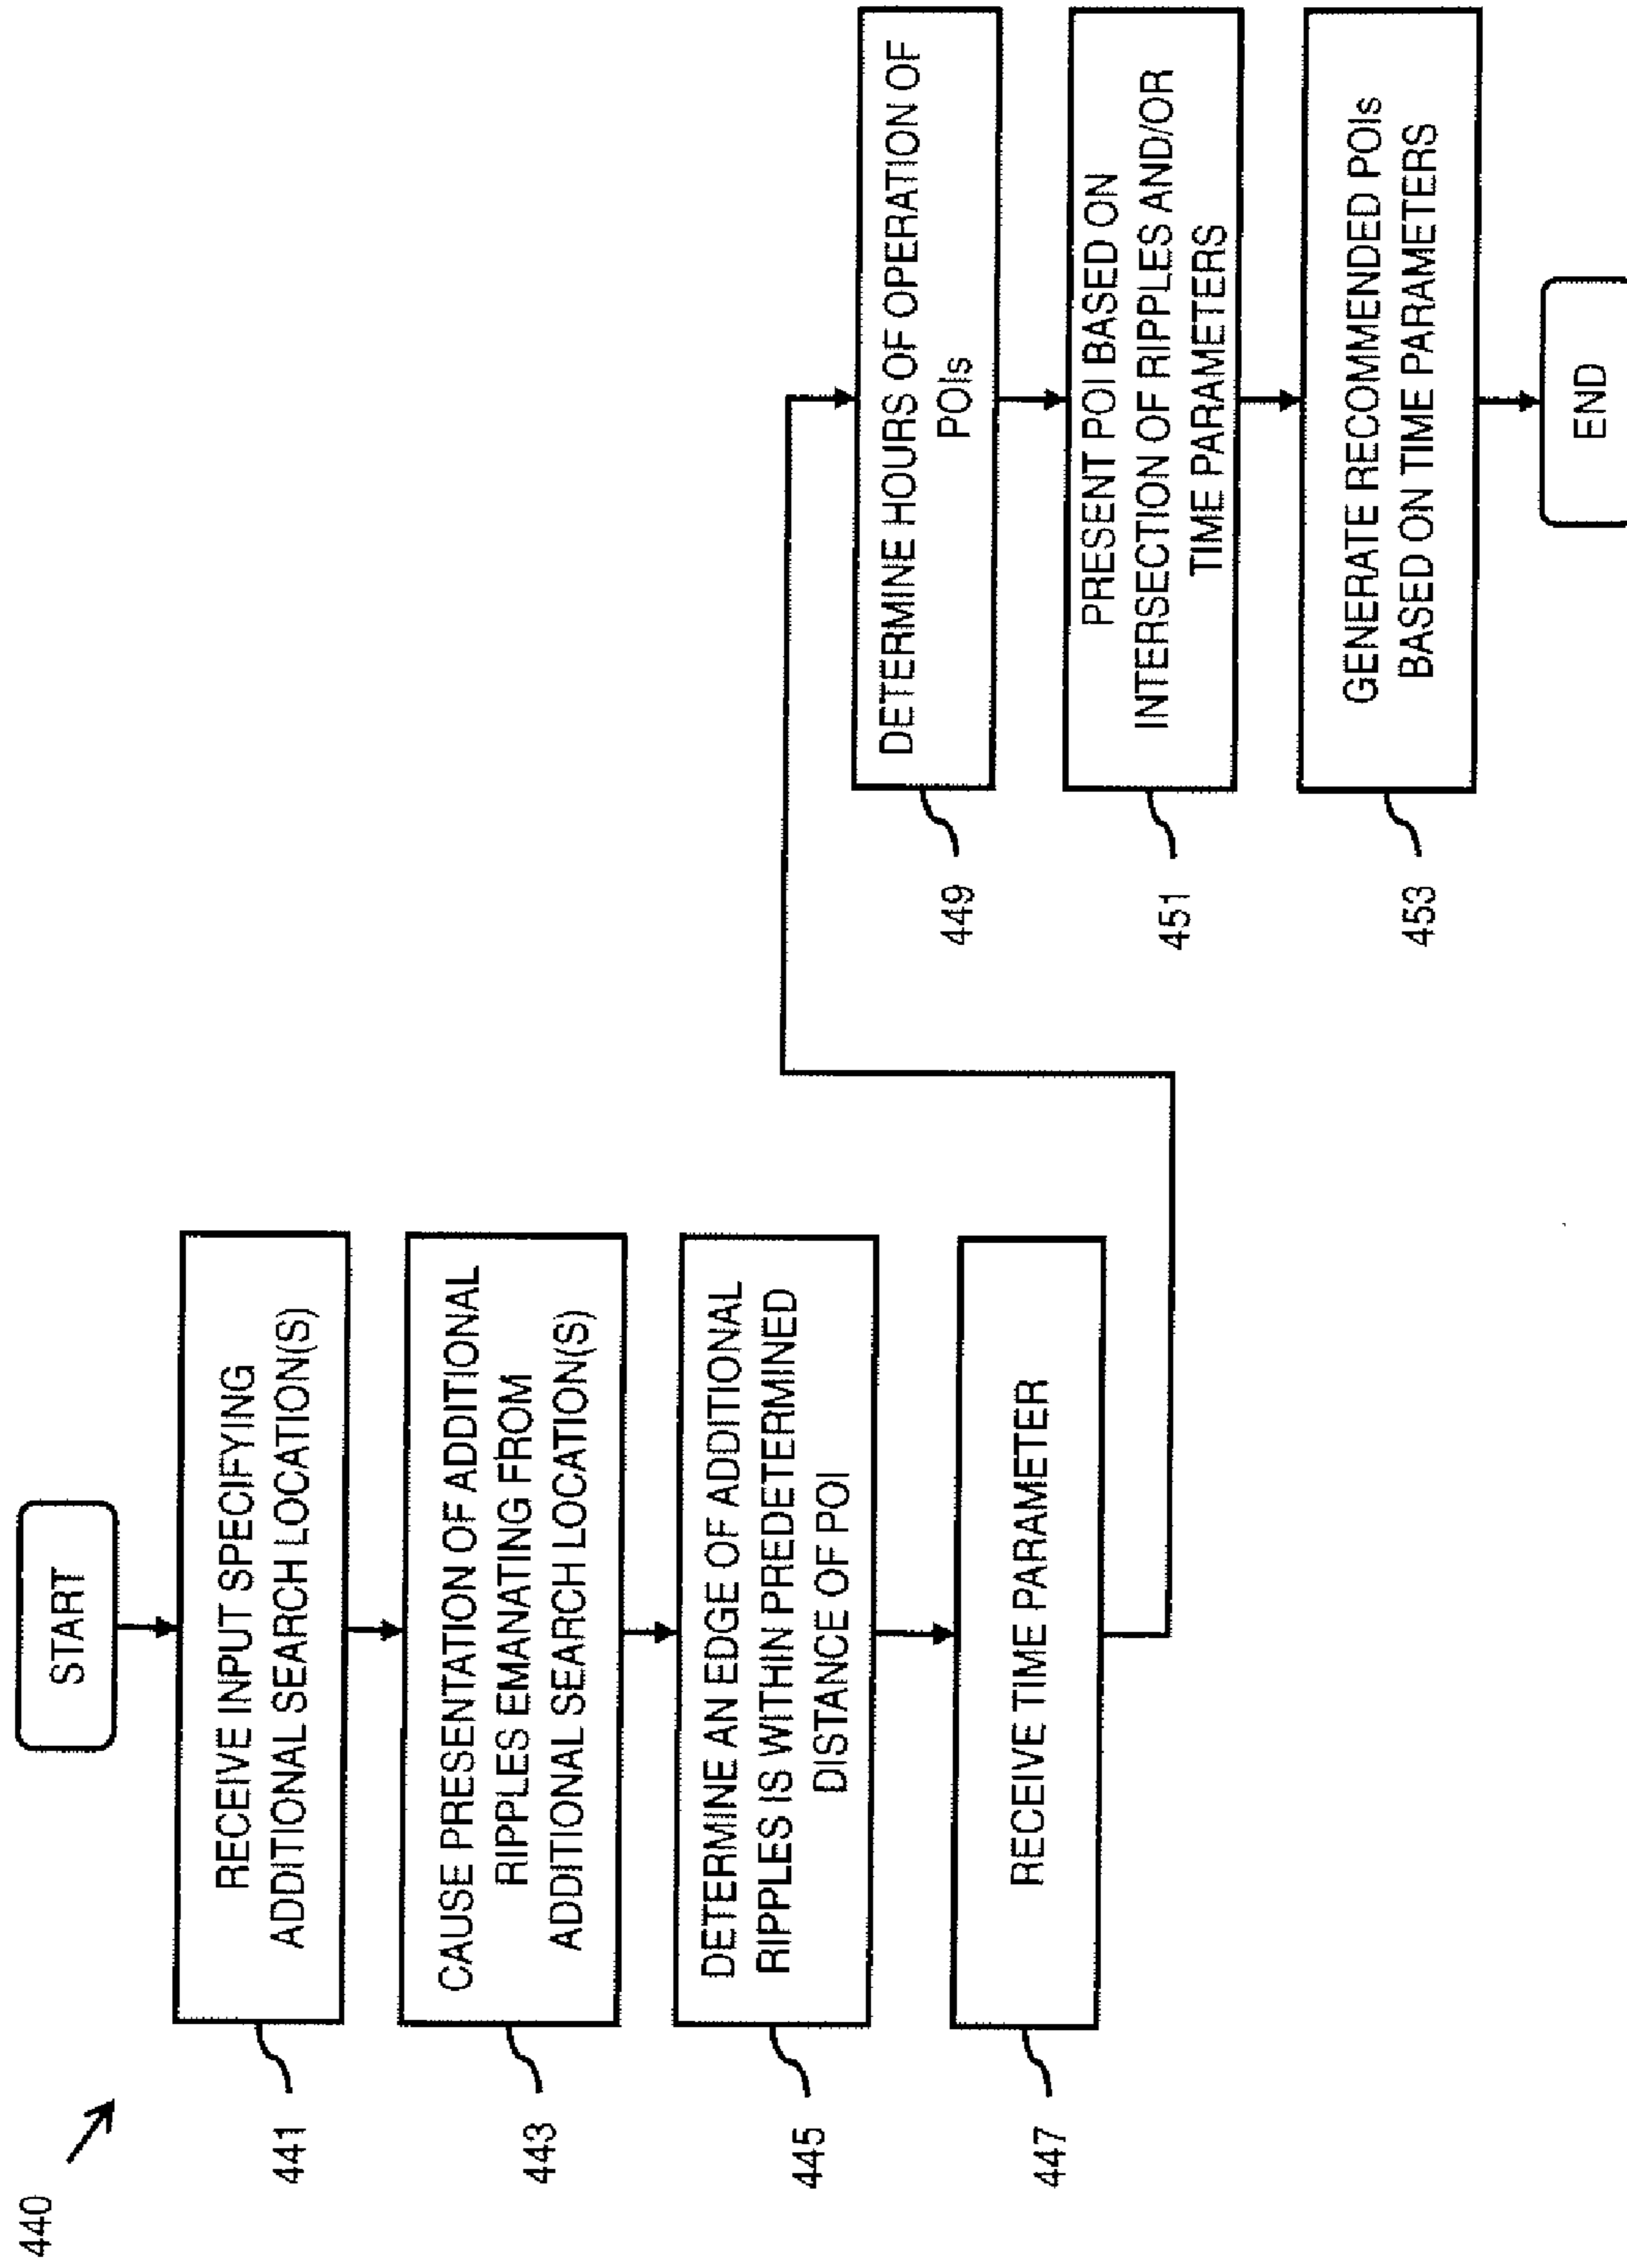 440
START
441
RECEIVE INPUT SPECIFYING
ADDITIONAL SEARCH LOCATION(S)
443
CAUSE PRESENTATION OF ADDITIONAL
RIPPLES EMANATING FROM
ADDITIONAL SEARCH LOCATION(S)
445
DETERMINE AN EDGE OF ADDITIONAL
RIPPLES IS WITHIN PREDETERMINED
DISTANCE OF POI
447
RECEIVE TIME PARAMETER
449
DETERMINE HOURS OF OPERATION OF
POIs
451
PRESENT POI BASED ON
INTERSECTION OF RIPPLES AND/OR
TIME PARAMETERS
453
GENERATE RECOMMENDED POIs
BASED ON TIME PARAMETERS
END